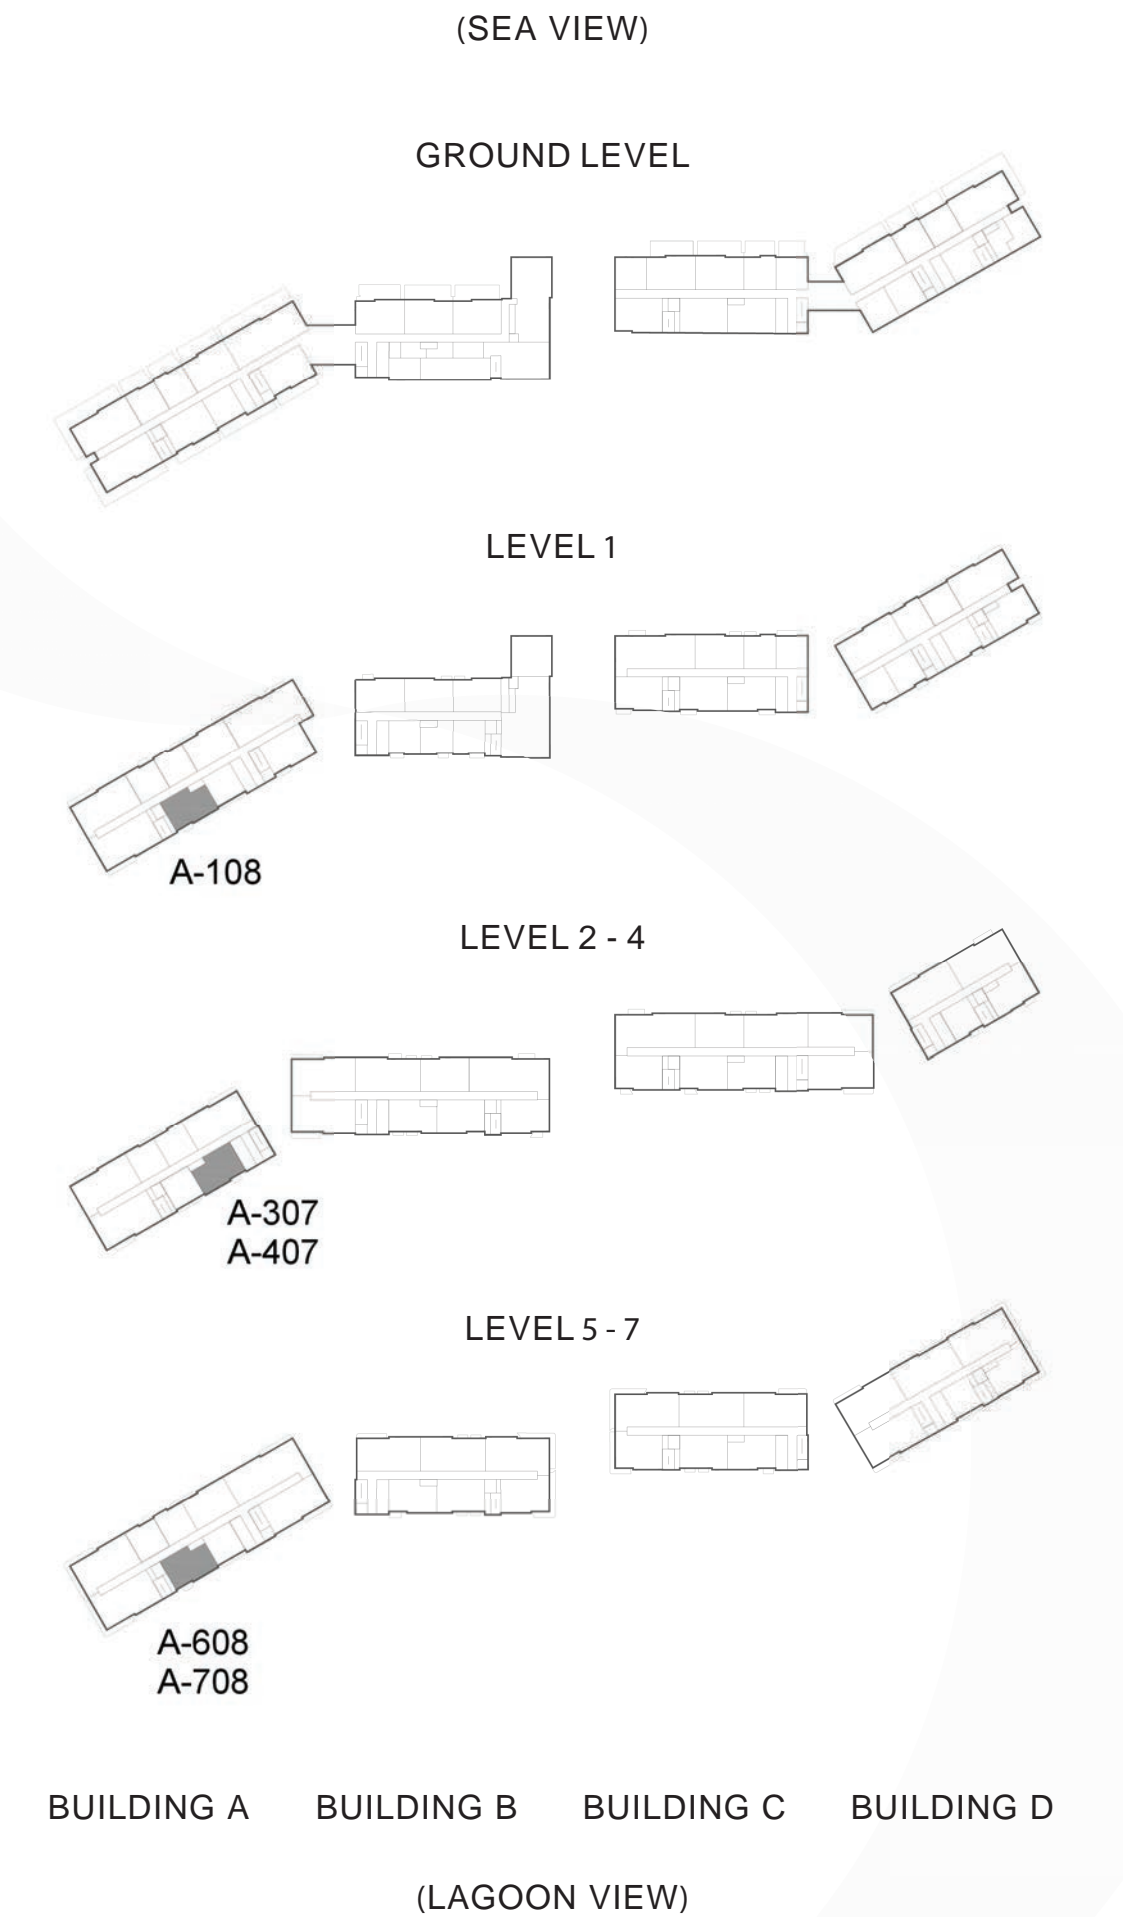 (SEA VIEW)
GROUND LEVEL
LEVEL 1
A-108
LEVEL 2 - 4
A-307
A-407
LEVEL 5 - 7
A-608
A-708
BUILDING A BUILDING B BUILDING C BUILDING D
(LAGOON VIEW)